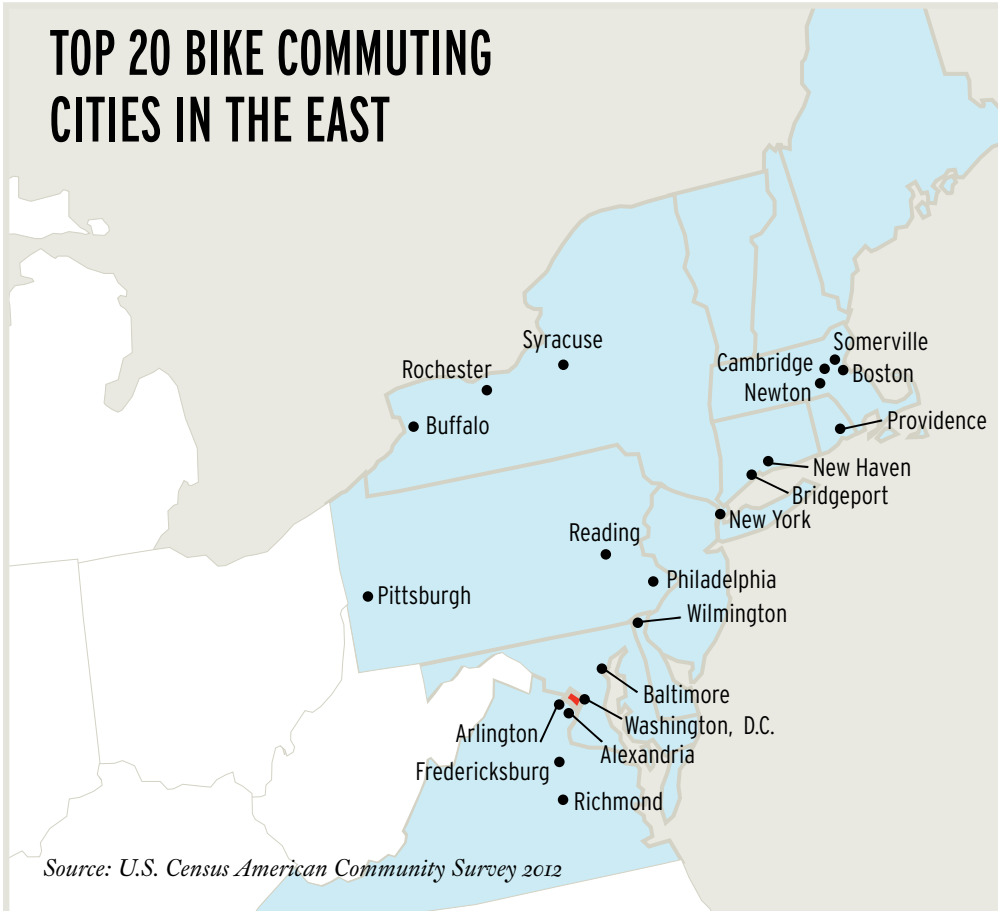 TOP 20 BIKE COMMUTING
CITIES IN THE EAST
Syracuse
Rochester
Buffalo
Somerville
Cambridge
Boston
Newton
Providence
New Haven
Bridgeport
New York
Reading
Philadelphia
Pittsburgh
Wilmington
Baltimore
Washington, D.C.
Arlington
Alexandria
Fredericksburg
Richmond
Source: U.S. Census American Community Survey 2012